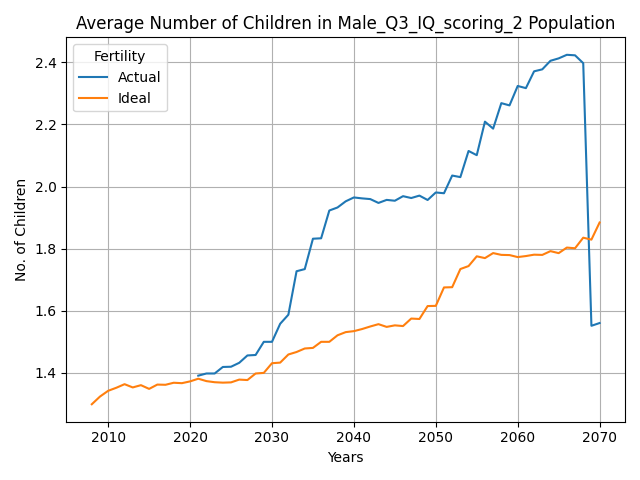 Average Number of Children in Male_Q3_IQ_scoring_2 Population
Fertility
Actual
Ideal
No. of Children
2.4
2.2
2.0
1.8
1.6
1.4
2010 2020 2030 2040 2050 2060 2070
Years